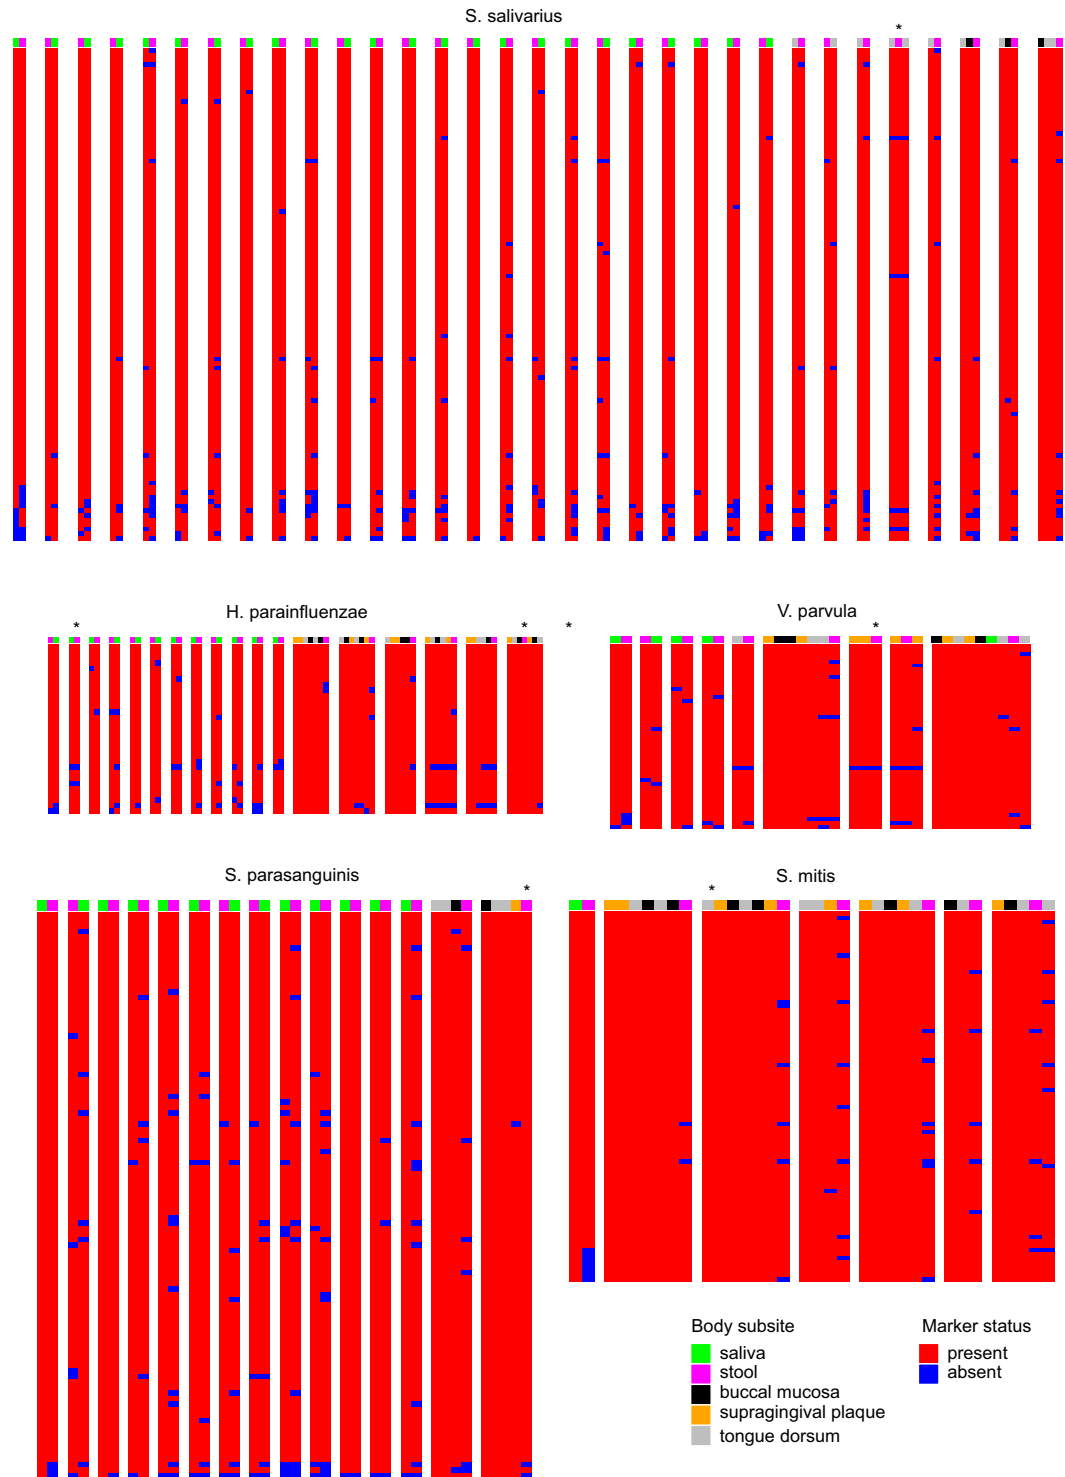 S. salivarius
*
H. parainfluenzae
V. parvula
* * * *
S. parasanguinis
S. mitis
* *
Body subsite
Marker status
saliva
present
stool
absent
buccal mucosa
supragingival plaque
tongue dorsum